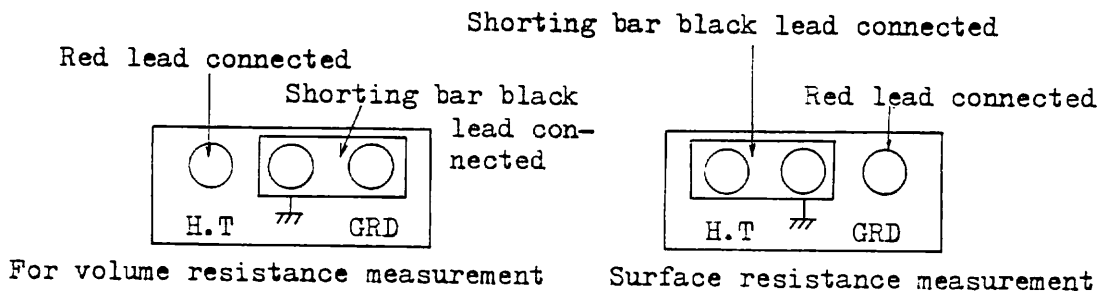 Shorting bar black lead connected
Red lead connected
Shorting bar black
lead con-
nected
Red lead connected
H.T
GRD
H.T
GRD
For volume resistance measurement
Surface resistance measurement